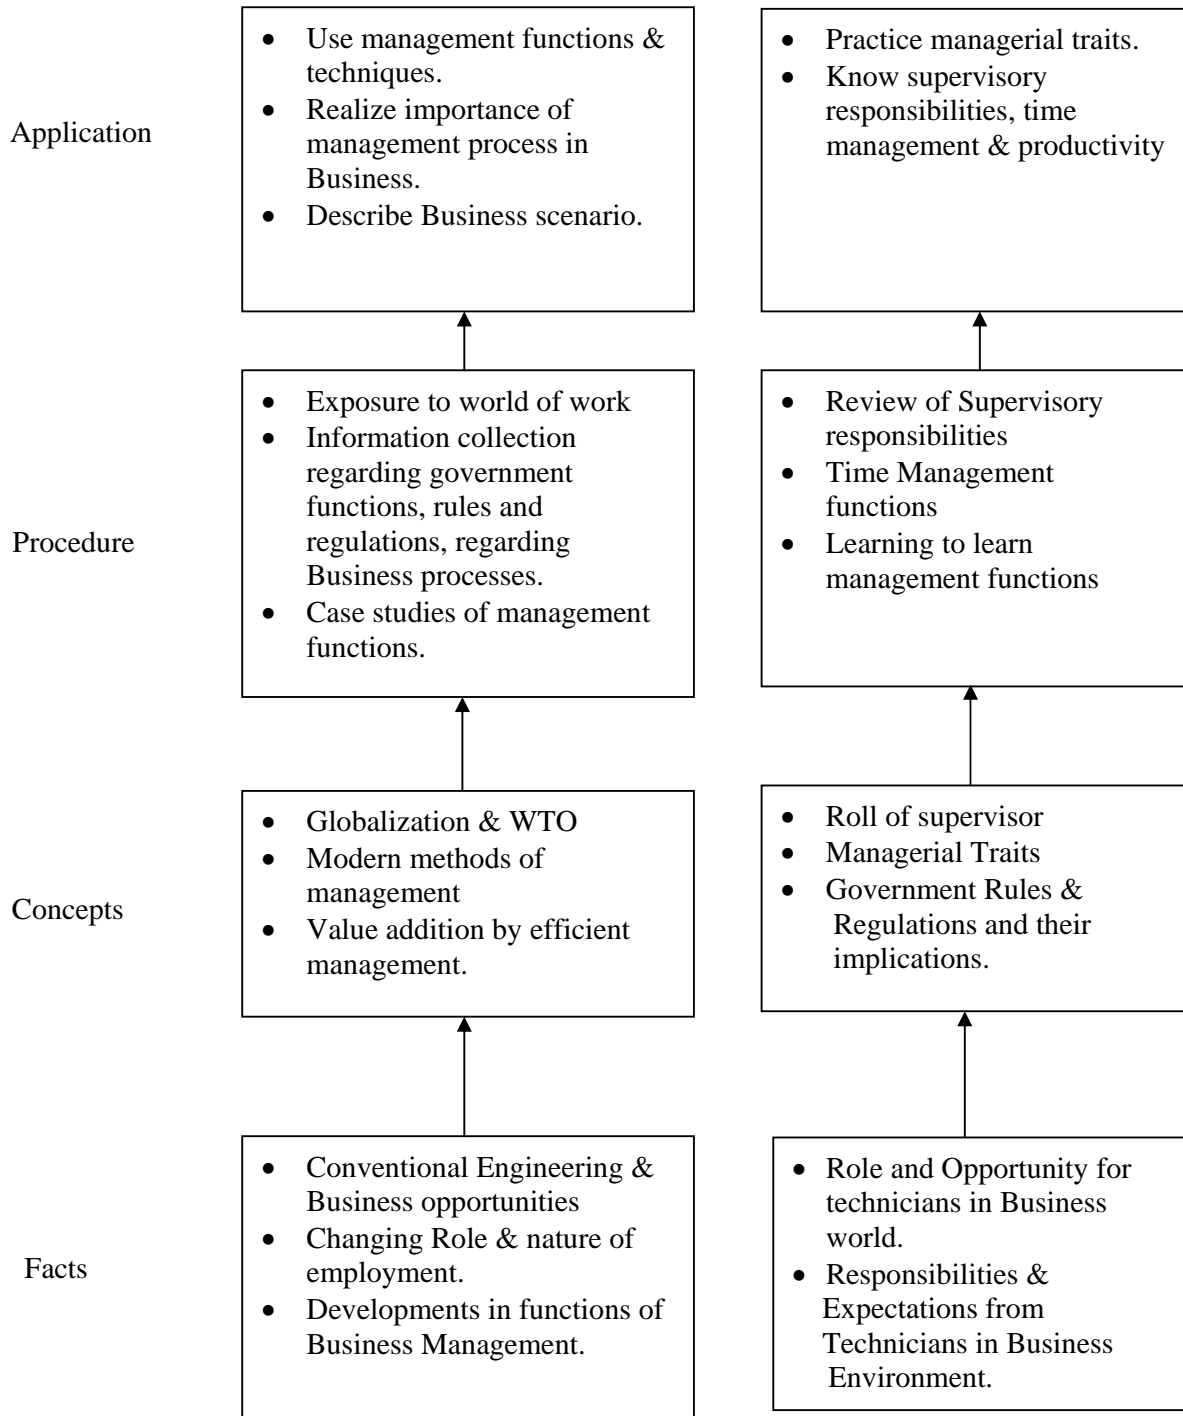 Application
• Use management functions &
techniques.
• Realize importance of
management process in
Business.
• Describe Business scenario.
• Practice managerial traits.
• Know supervisory
responsibilities, time
management & productivity
Procedure
• Exposure to world of work
• Information collection
regarding government
functions, rules and
regulations, regarding
Business processes.
• Case studies of management
functions.
• Review of Supervisory
responsibilities
• Time Management
functions
• Learning to learn
management functions
Concepts
• Globalization & WTO
• Modern methods of
management
• Value addition by efficient
management.
• Roll of supervisor
• Managerial Traits
• Government Rules &
Regulations and their
implications.
Facts
• Conventional Engineering &
Business opportunities
• Changing Role & nature of
employment.
• Developments in functions of
Business Management.
• Role and Opportunity for
technicians in Business
world.
• Responsibilities &
Expectations from
Technicians in Business
Environment.